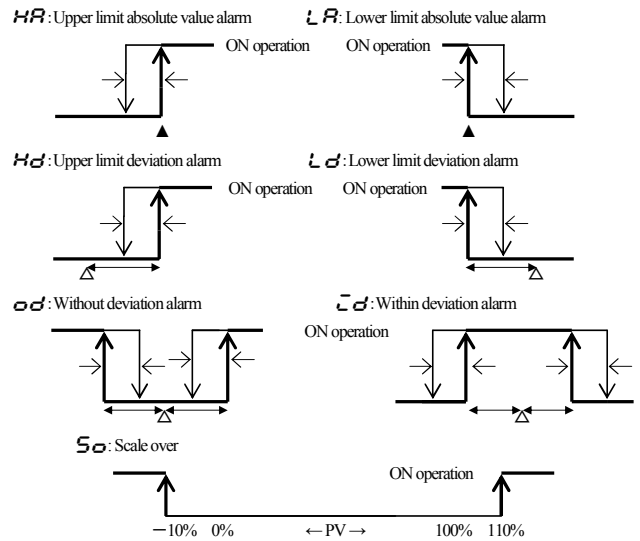 HA: Upper limit absolute value alarm
LA: Lower limit absolute value alarm
ON operation
ON operation
Hd: Upper limit deviation alarm
Ld: Lower limit deviation alarm
ON operation
ON operation
od: Without deviation alarm
id: Within deviation alarm
ON operation
So: Scale over
ON operation
−10% 0% ←PV→ 100% 110%